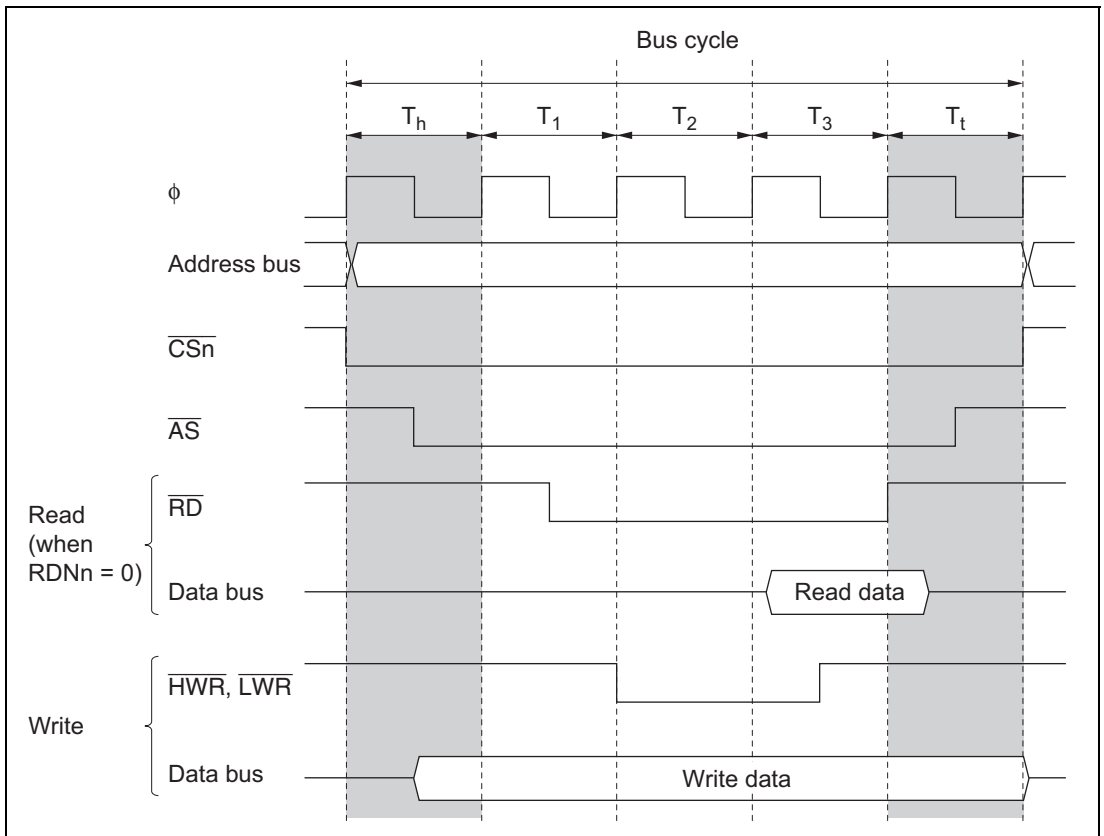 Bus cycle
Th T1 T2 T3 Tt
ϕ
Address bus
CSn
AS
Read
(when
RDNn = 0)
RD
Data bus
Read data
Write
HWR, LWR
Data bus
Write data